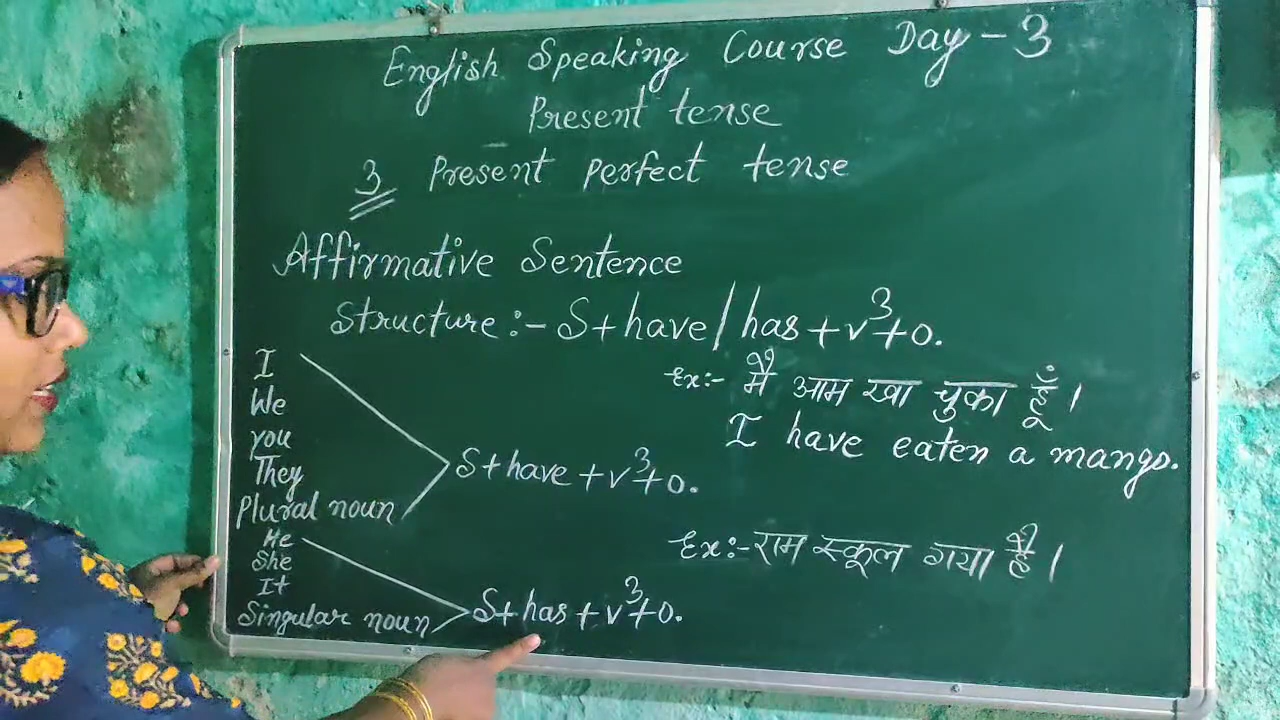 English Speaking Course Day - 3
Present tense
3 Present perfect tense
Affirmative Sentence
Structure :- S + have / has + v³ + o.
I
We
you
They
Plural noun
S + have + v³ + o.
He
She
It
Singular noun
S + has + v³ + o.
Ex:- मैं आम खा चुका हूँ।
I have eaten a mango.
Ex:- राम स्कूल गया है।